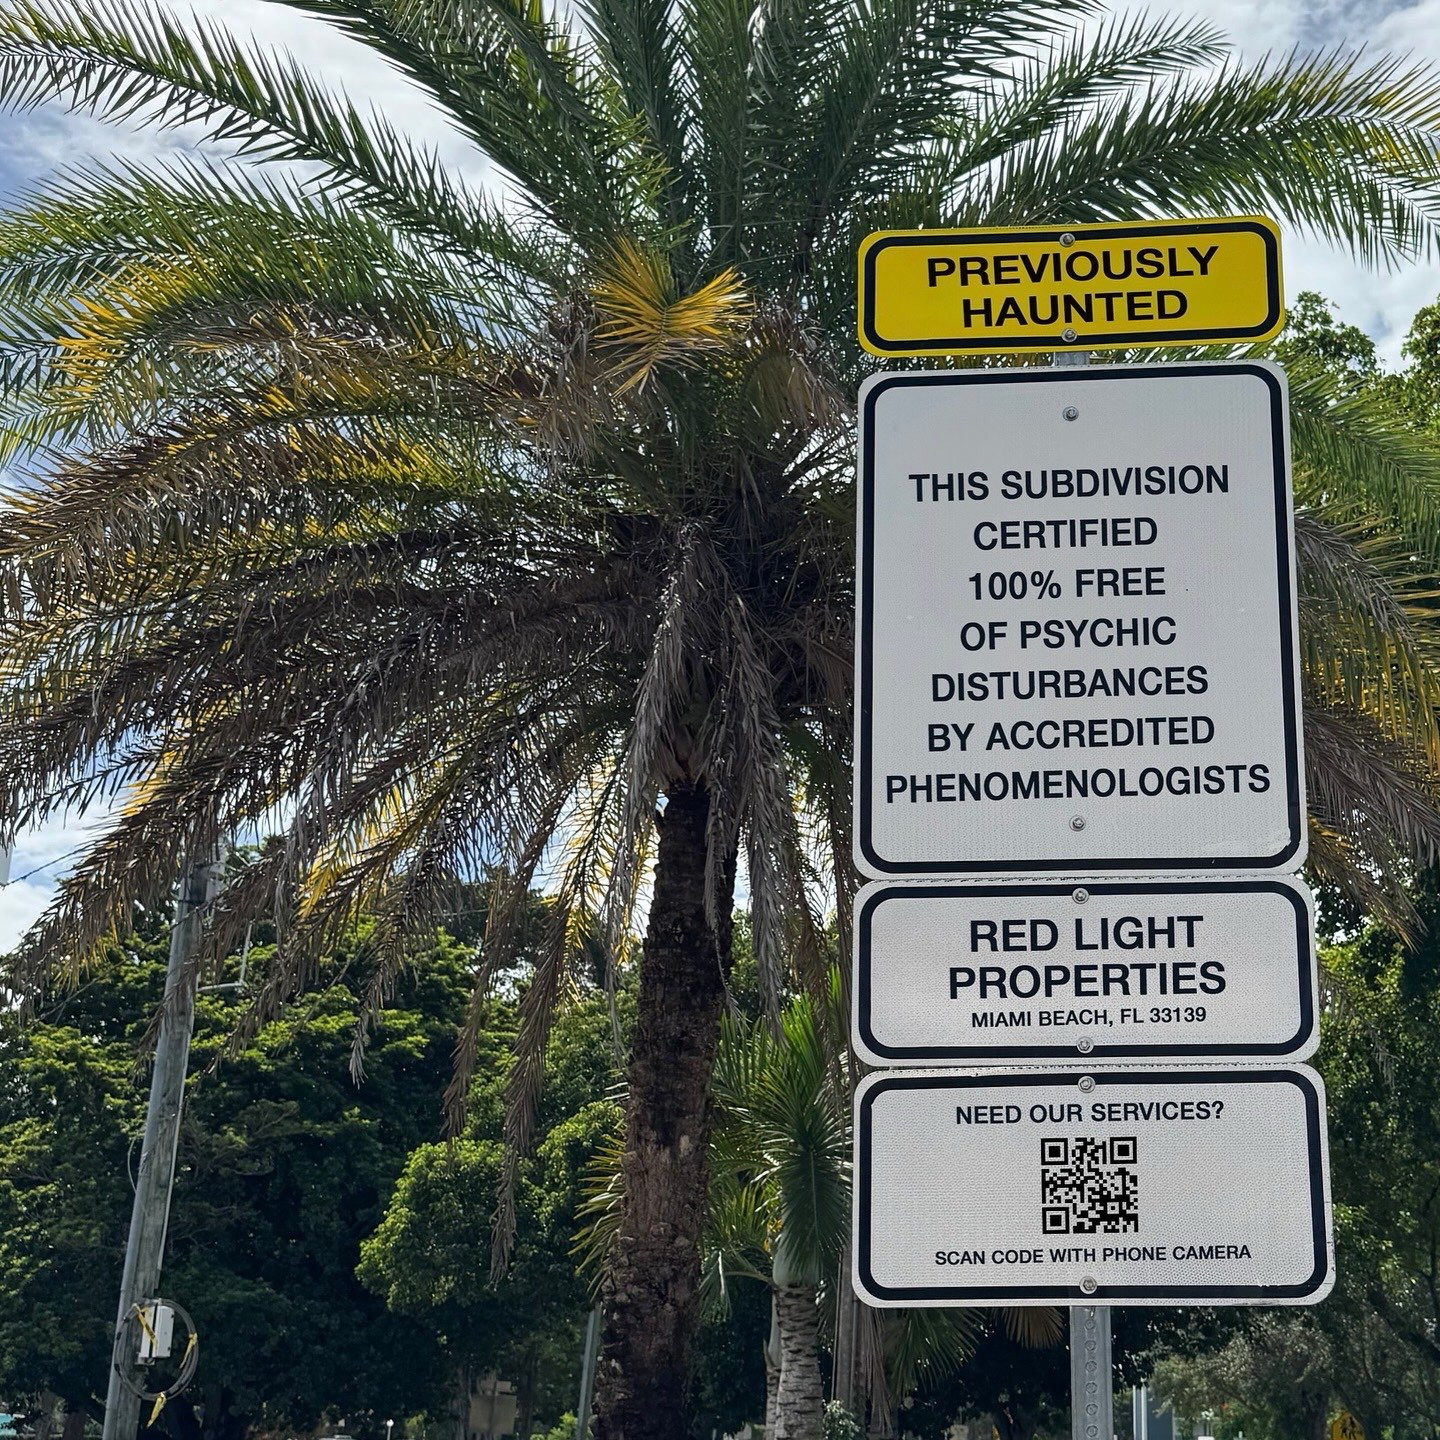 PREVIOUSLY
HAUNTED
THIS SUBDIVISION
CERTIFIED
100% FREE
OF PSYCHIC
DISTURBANCES
BY ACCREDITED
PHENOMENOLOGISTS
RED LIGHT
PROPERTIES
MIAMI BEACH, FL 33139
NEED OUR SERVICES?
SCAN CODE WITH PHONE CAMERA